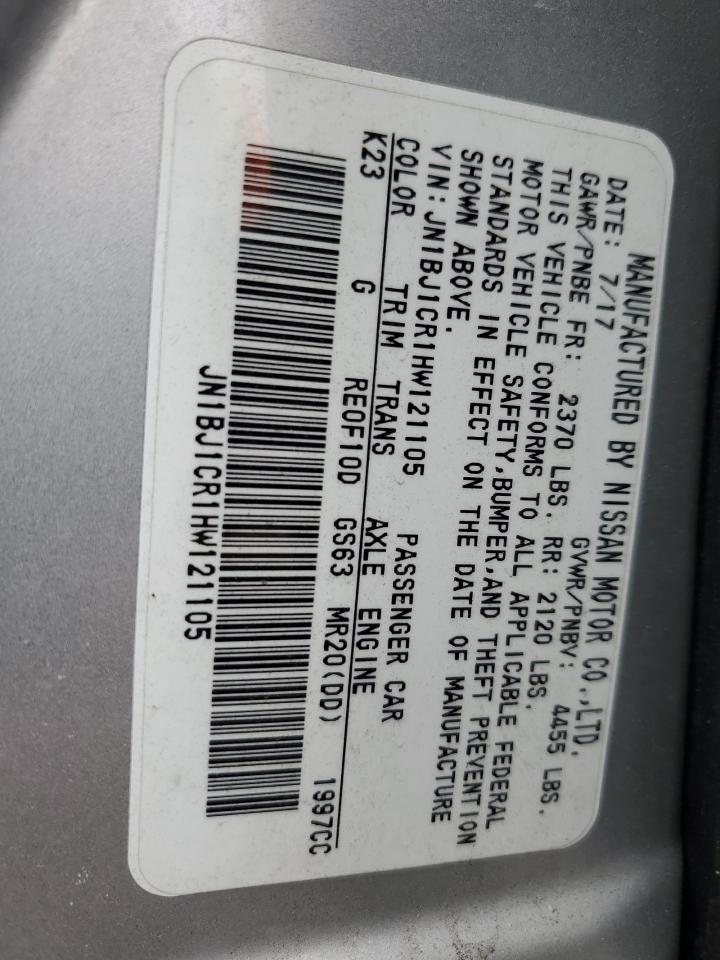 MANUFACTURED BY NISSAN MOTOR CO.,LTD.
DATE: 7/17 GVWR/PNBV: 4455 LBS.
GAWR/PNBE FR: 2370 LBS. RR: 2120 LBS.
THIS VEHICLE CONFORMS TO ALL APPLICABLE FEDERAL
MOTOR VEHICLE SAFETY,BUMPER,AND THEFT PREVENTION
STANDARDS IN EFFECT ON THE DATE OF MANUFACTURE
SHOWN ABOVE.
VIN:JN1BJ1CR1HW121105 PASSENGER CAR
COLOR TRIM TRANS AXLE ENGINE
K23 G RE0F10D GS63 MR20(DD) 1997CC
JN1BJ1CR1HW121105